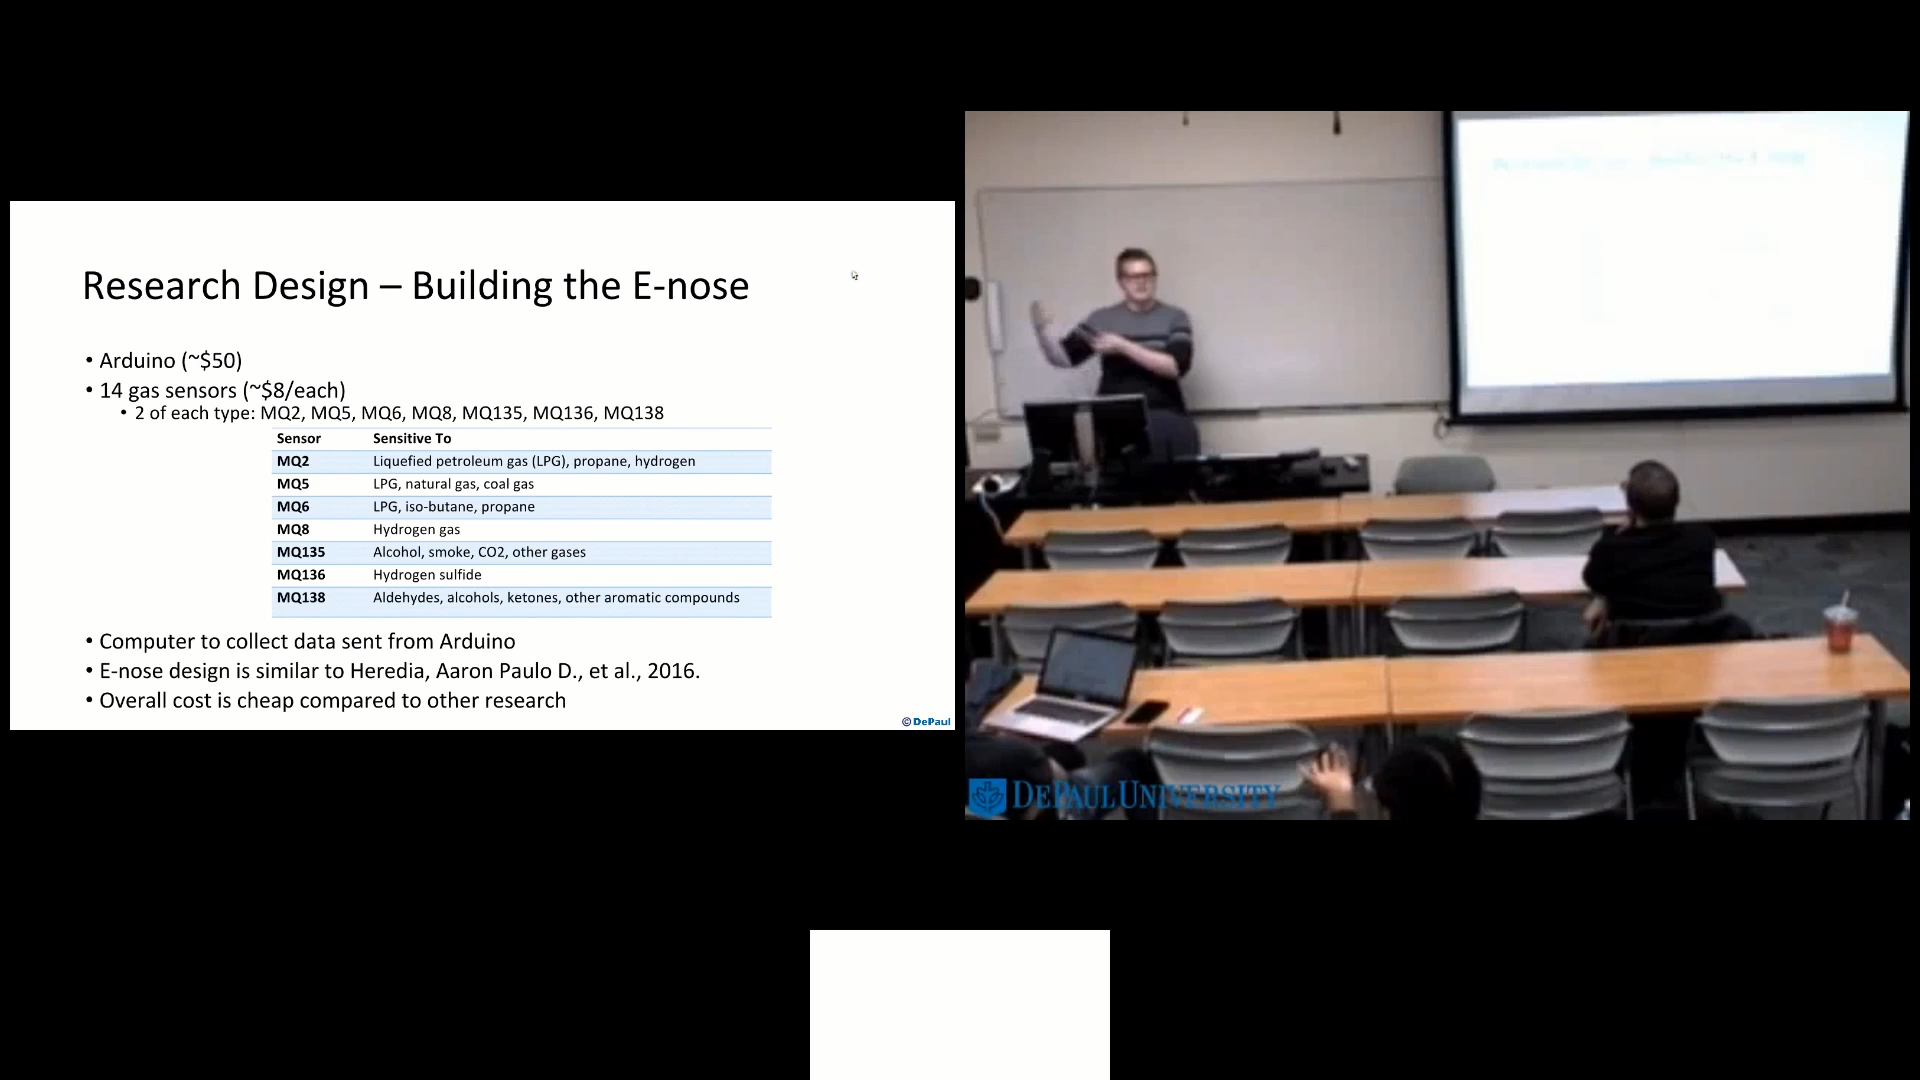 Research Design – Building the E-nose
• Arduino (~$50)
• 14 gas sensors (~$8/each)
• 2 of each type: MQ2, MQ5, MQ6, MQ8, MQ135, MQ136, MQ138
Sensor Sensitive To
MQ2 Liquefied petroleum gas (LPG), propane, hydrogen
MQ5 LPG, natural gas, coal gas
MQ6 LPG, iso-butane, propane
MQ8 Hydrogen gas
MQ135 Alcohol, smoke, CO2, other gases
MQ136 Hydrogen sulfide
MQ138 Aldehydes, alcohols, ketones, other aromatic compounds
• Computer to collect data sent from Arduino
• E-nose design is similar to Heredia, Aaron Paulo D., et al., 2016.
• Overall cost is cheap compared to other research
© DePaul
DEPAUL UNIVERSITY